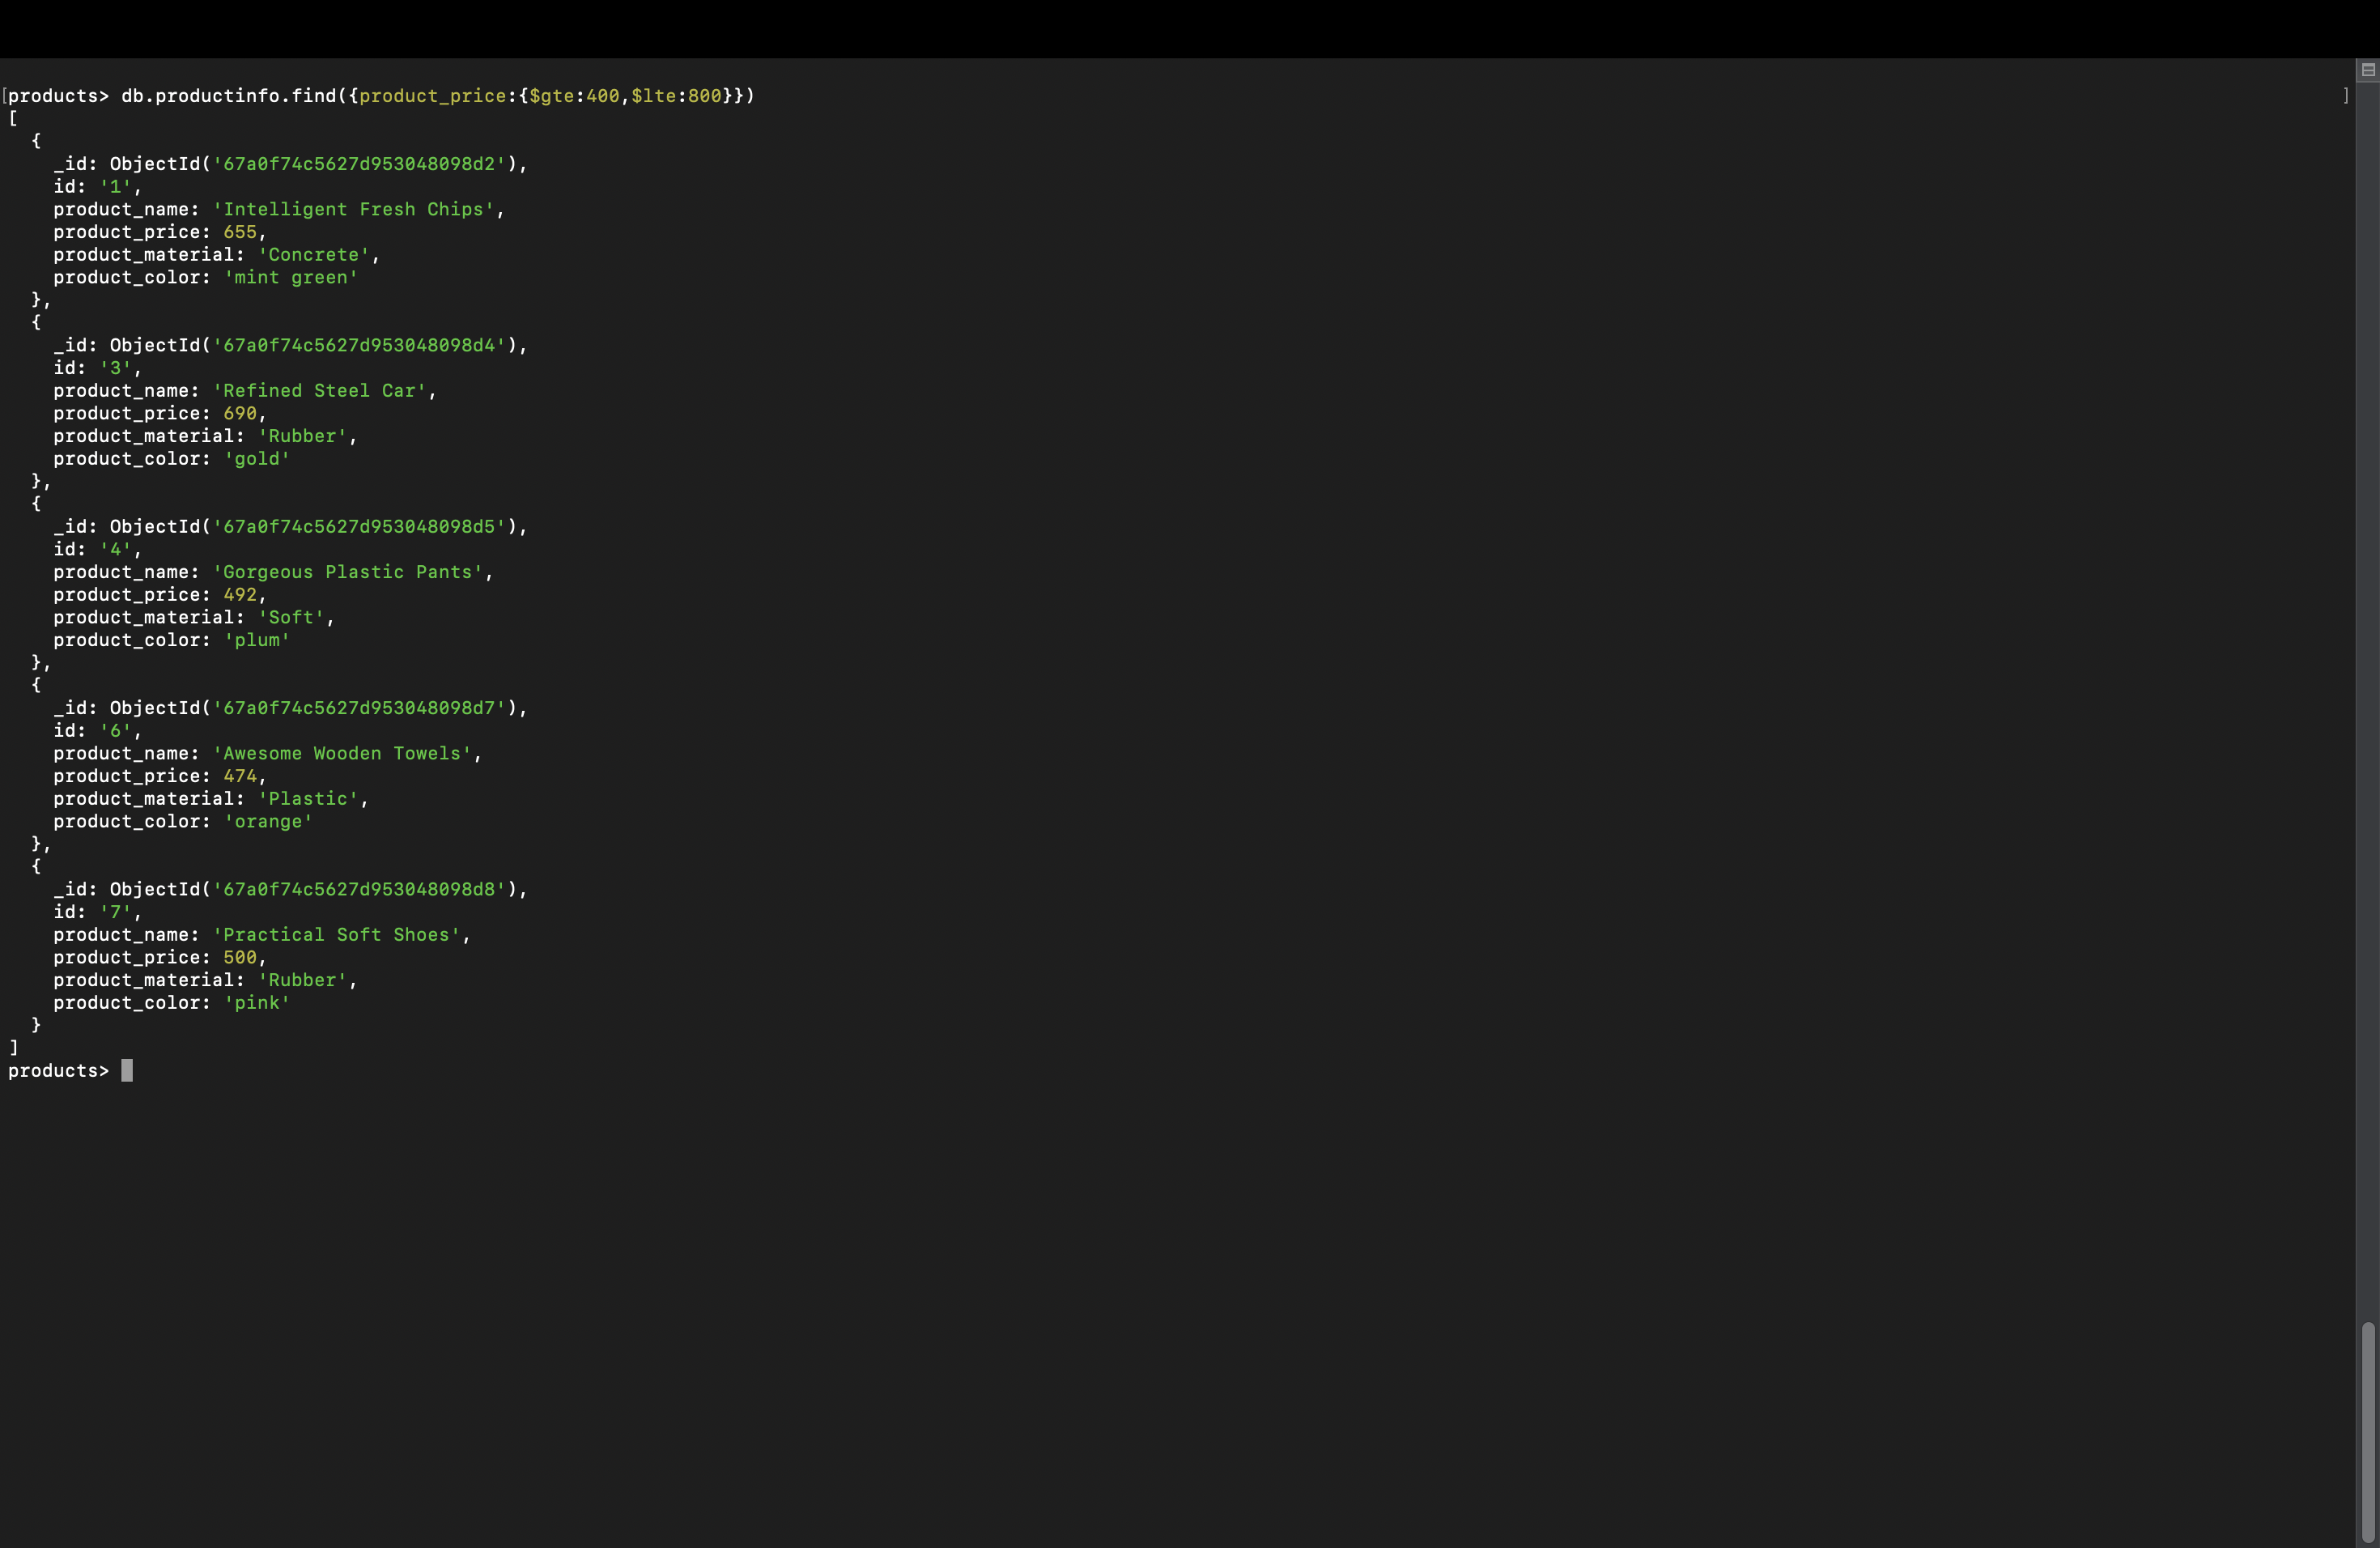 [products> db.productinfo.find({product_price:{$gte:400,$lte:800}}) ]
[
  {
    _id: ObjectId('67a0f74c5627d953048098d2'),
    id: '1',
    product_name: 'Intelligent Fresh Chips',
    product_price: 655,
    product_material: 'Concrete',
    product_color: 'mint green'
  },
  {
    _id: ObjectId('67a0f74c5627d953048098d4'),
    id: '3',
    product_name: 'Refined Steel Car',
    product_price: 690,
    product_material: 'Rubber',
    product_color: 'gold'
  },
  {
    _id: ObjectId('67a0f74c5627d953048098d5'),
    id: '4',
    product_name: 'Gorgeous Plastic Pants',
    product_price: 492,
    product_material: 'Soft',
    product_color: 'plum'
  },
  {
    _id: ObjectId('67a0f74c5627d953048098d7'),
    id: '6',
    product_name: 'Awesome Wooden Towels',
    product_price: 474,
    product_material: 'Plastic',
    product_color: 'orange'
  },
  {
    _id: ObjectId('67a0f74c5627d953048098d8'),
    id: '7',
    product_name: 'Practical Soft Shoes',
    product_price: 500,
    product_material: 'Rubber',
    product_color: 'pink'
  }
]
products>